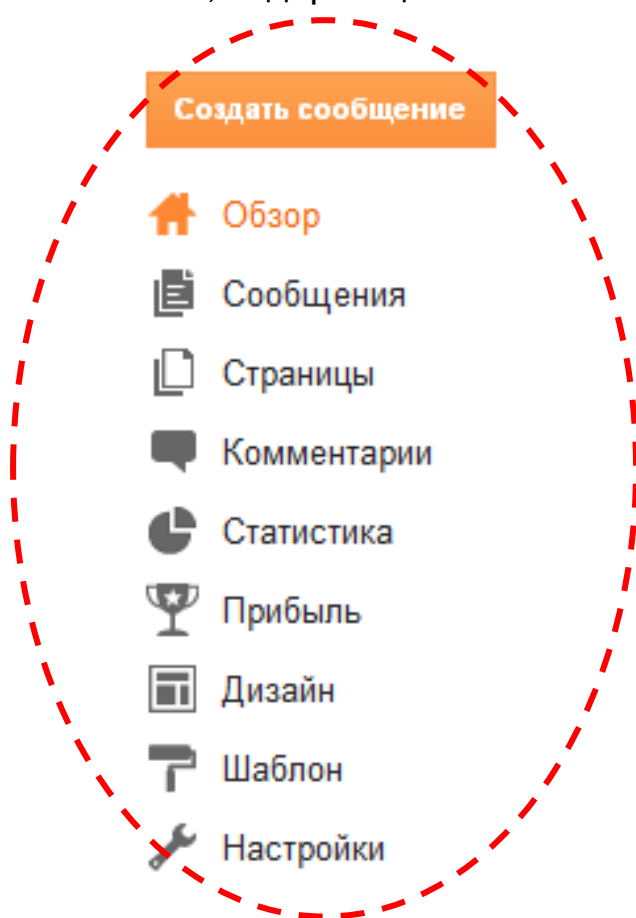 Создать сообщение
Обзор
Сообщения
Страницы
Комментарии
Статистика
Прибыль
Дизайн
Шаблон
Настройки